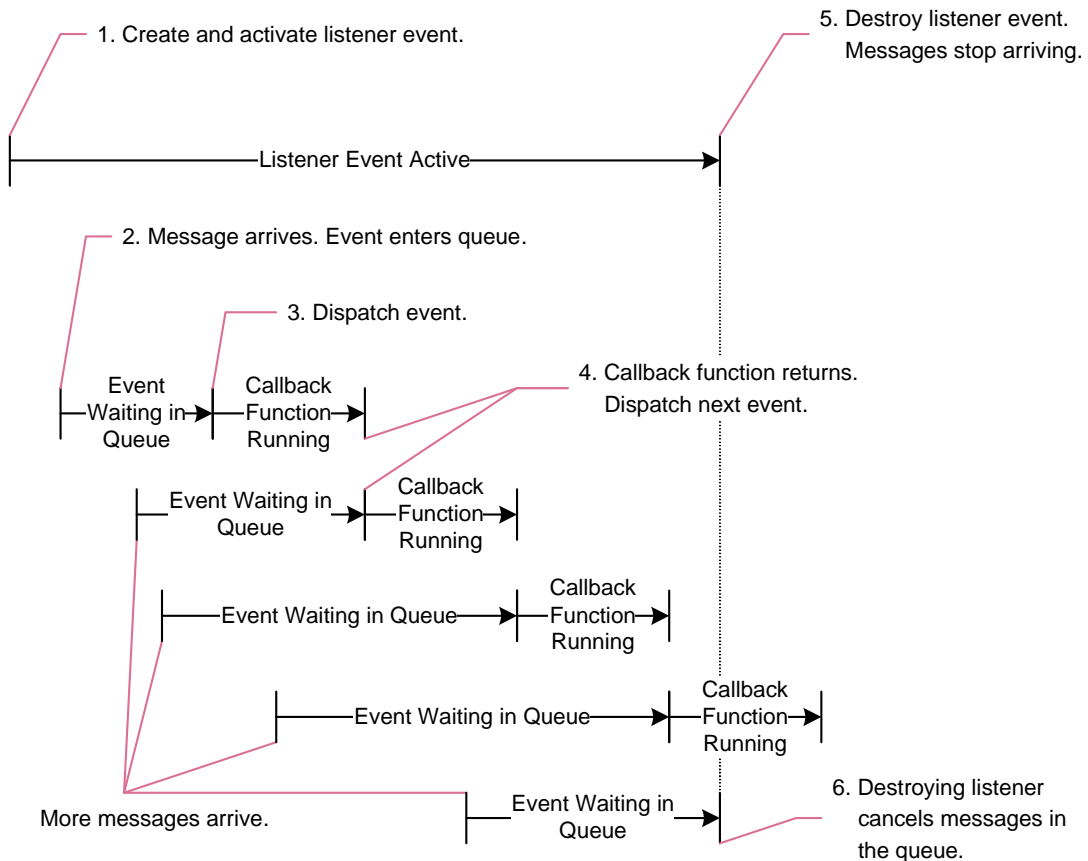 1. Create and activate listener event.
5. Destroy listener event.
Messages stop arriving.
Listener Event Active
2. Message arrives. Event enters queue.
3. Dispatch event.
4. Callback function returns.
Dispatch next event.
Event
Waiting in
Queue
Callback
Function
Running
Event Waiting in
Queue
Callback
Function
Running
Event Waiting in Queue
Callback
Function
Running
Event Waiting in Queue
Callback
Function
Running
More messages arrive.
Event Waiting in
Queue
6. Destroying listener
cancels messages in
the queue.